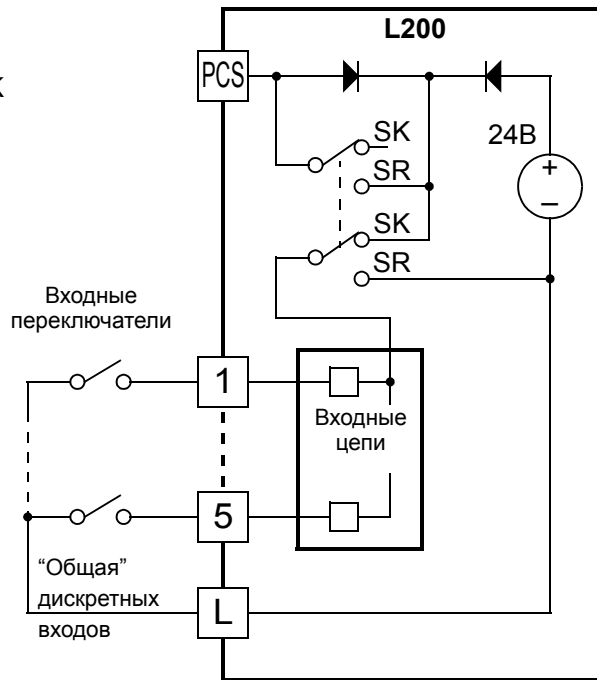 L200
PCS
К
SK
24В
SR
+
–
SK
SR
Входные
переключатели
1
Входные
цепи
5
“Общая”
дискретных
входов
L